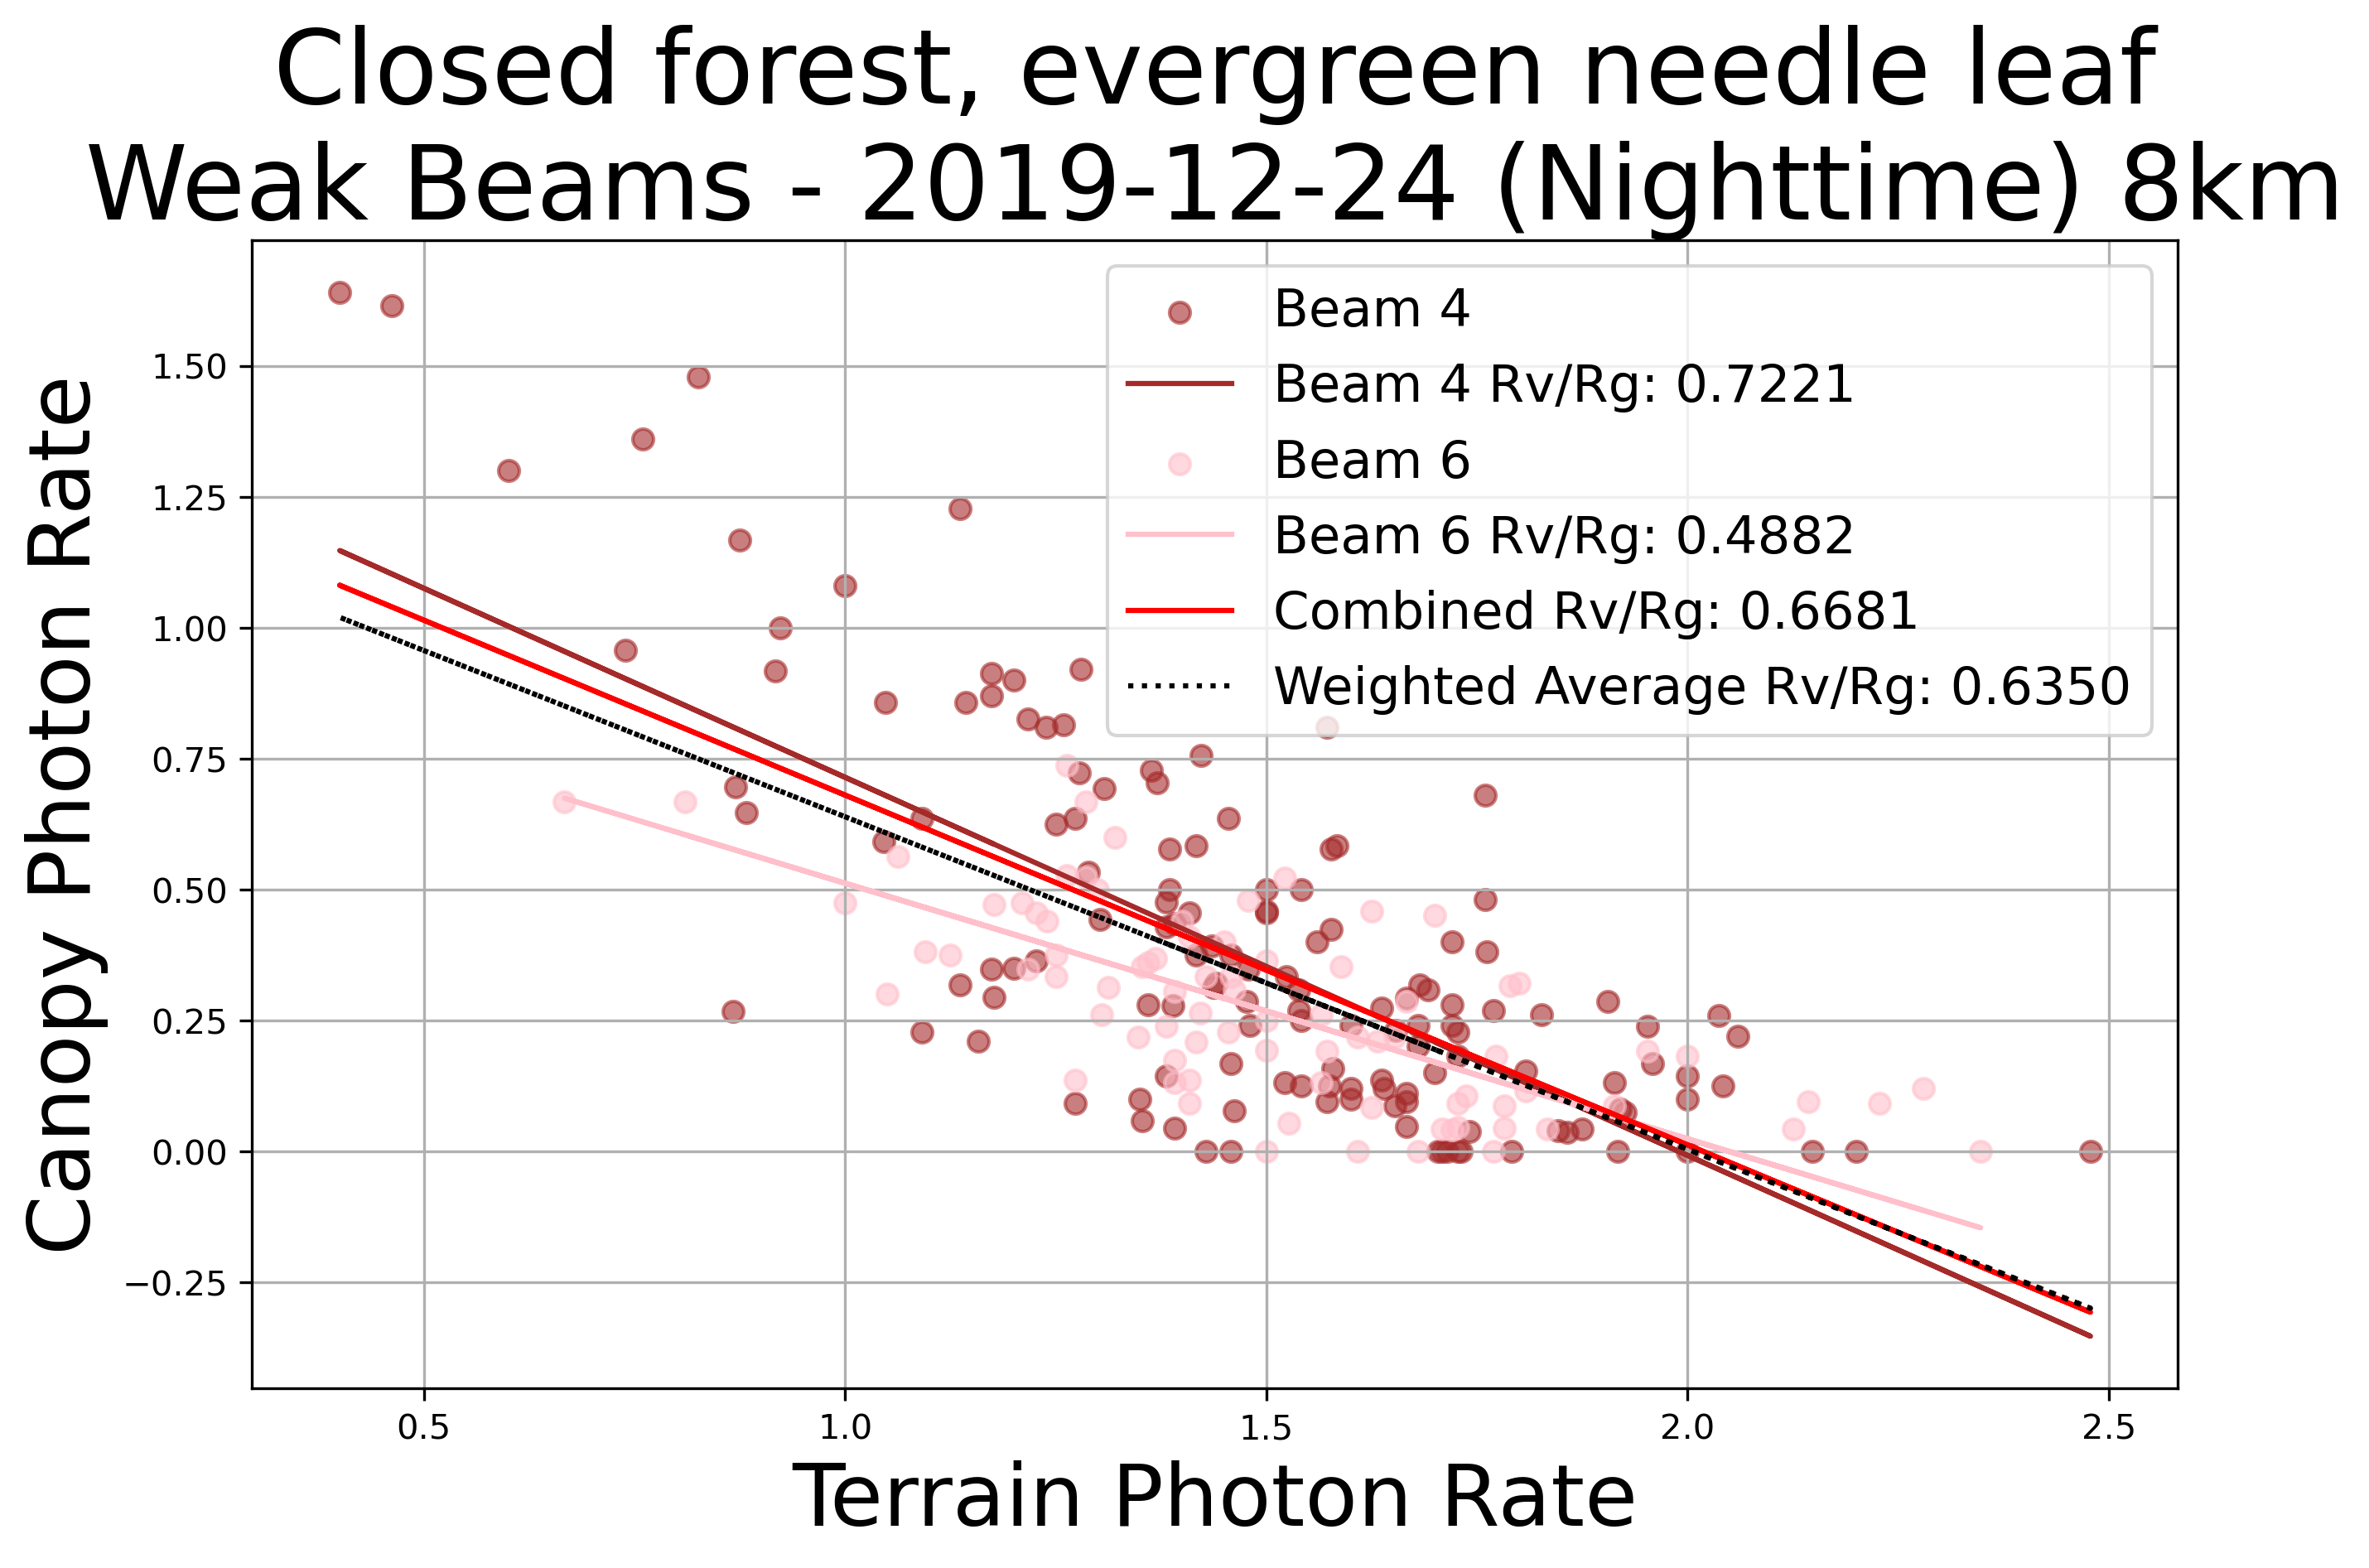 Closed forest, evergreen needle leaf
Weak Beams - 2019-12-24 (Nighttime) 8km
Canopy Photon Rate
1.50
1.25
1.00
0.75
0.50
0.25
0.00
−0.25
Beam 4
Beam 4 Rv/Rg: 0.7221
Beam 6
Beam 6 Rv/Rg: 0.4882
Combined Rv/Rg: 0.6681
Weighted Average Rv/Rg: 0.6350
0.5 1.0 1.5 2.0 2.5
Terrain Photon Rate